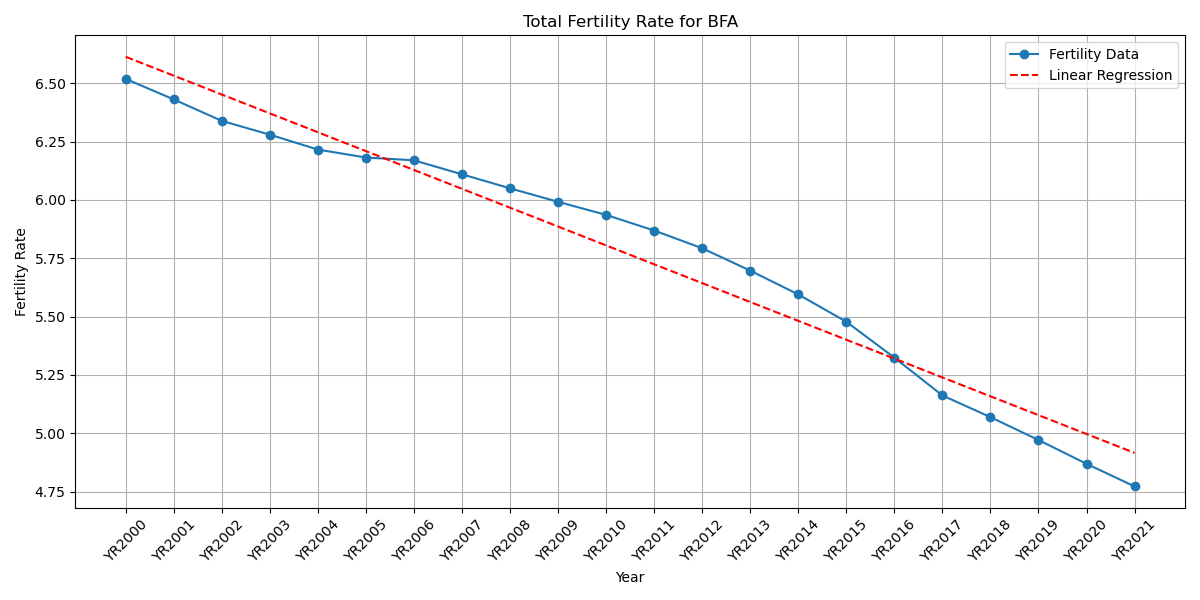 Total Fertility Rate for BFA
Fertility Data
Linear Regression
Fertility Rate
6.50
6.25
6.00
5.75
5.50
5.25
5.00
4.75
YR2000
YR2001
YR2002
YR2003
YR2004
YR2005
YR2006
YR2007
YR2008
YR2009
YR2010
YR2011
YR2012
YR2013
YR2014
YR2015
YR2016
YR2017
YR2018
YR2019
YR2020
YR2021
Year